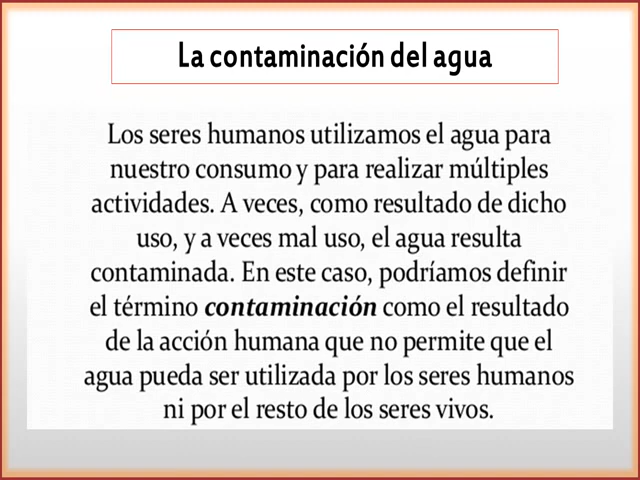 La contaminación del agua
Los seres humanos utilizamos el agua para
nuestro consumo y para realizar múltiples
actividades. A veces, como resultado de dicho
uso, y a veces mal uso, el agua resulta
contaminada. En este caso, podríamos definir
el término contaminación como el resultado
de la acción humana que no permite que el
agua pueda ser utilizada por los seres humanos
ni por el resto de los seres vivos.